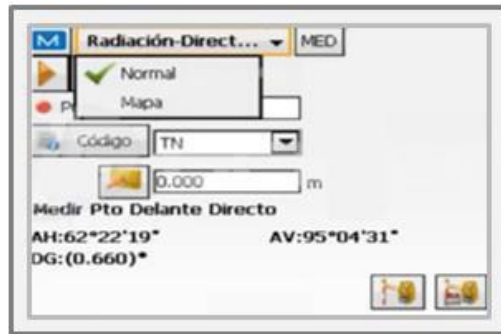 M Radiación-Direct... MED
Normal
Mapa
P
Código TN
0.000 m
Medir Pto Delante Directo
AH:62°22'19" AV:95°04'31"
DG:(0.660)*